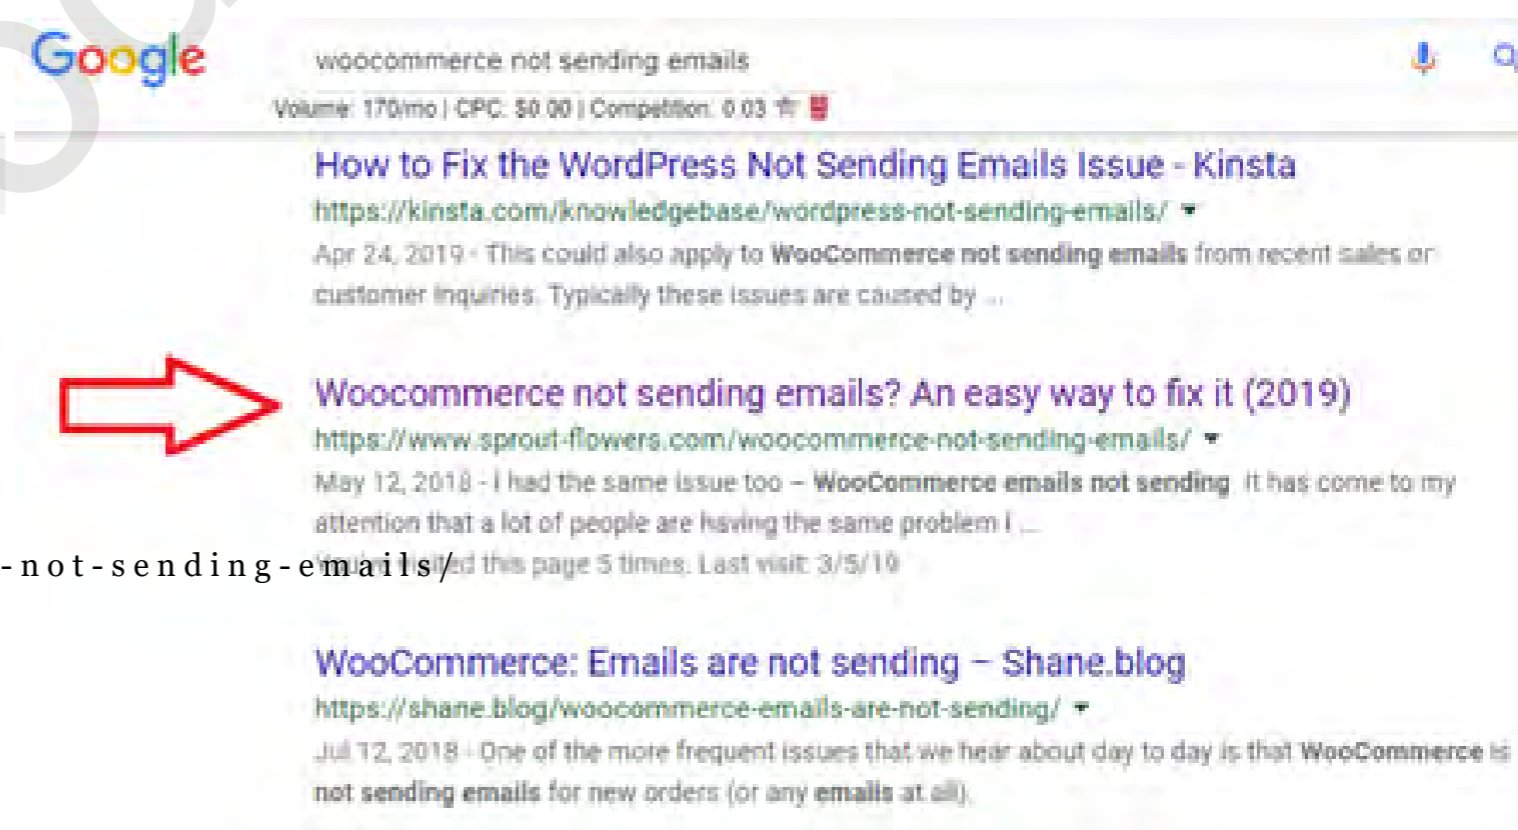 Google
woocommerce not sending emails
Volume: 170/mo | CPC: $0.00 | Competition: 0.03
How to Fix the WordPress Not Sending Emails Issue - Kinsta
https://kinsta.com/knowledgebase/wordpress-not-sending-emails/
Apr 24, 2019 - This could also apply to WooCommerce not sending emails from recent sales or
customer inquiries. Typically these issues are caused by ...
Woocommerce not sending emails? An easy way to fix it (2019)
https://www.sprout-flowers.com/woocommerce-not-sending-emails/
May 12, 2018 - I had the same issue too – WooCommerce emails not sending. It has come to my
attention that a lot of people are having the same problem I ...
-not-sending-emails/
this page 5 times. Last visit: 3/5/19
WooCommerce: Emails are not sending – Shane.blog
https://shane.blog/woocommerce-emails-are-not-sending/
Jul 12, 2018 - One of the more frequent issues that we hear about day to day is that WooCommerce is
not sending emails for new orders (or any emails at all).